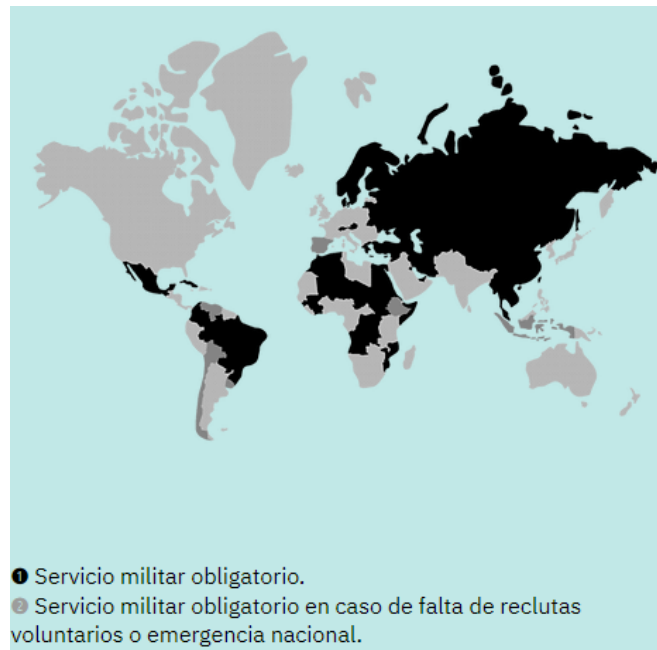 ❶ Servicio militar obligatorio.
❷ Servicio militar obligatorio en caso de falta de reclutas
voluntarios o emergencia nacional.